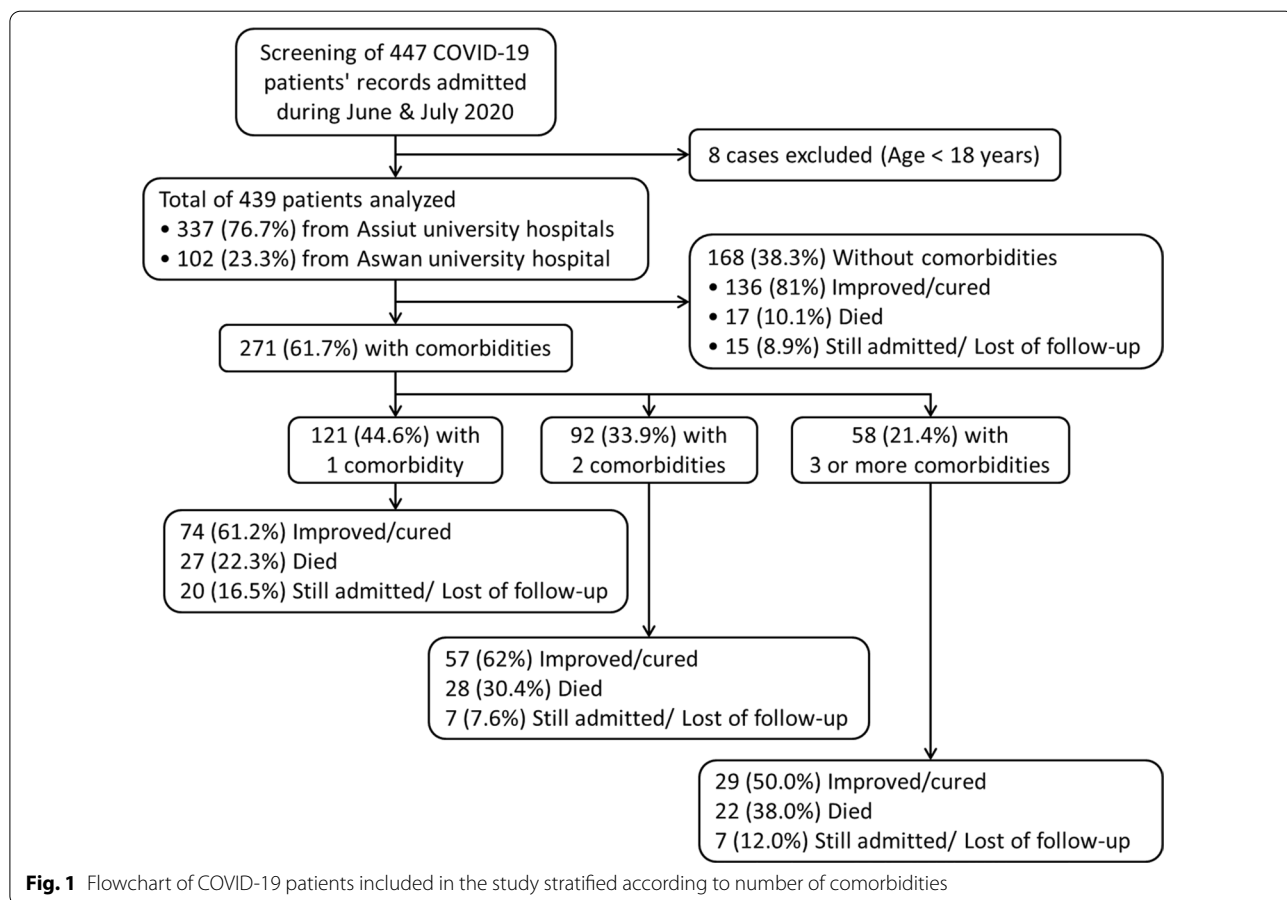 Screening of 447 COVID-19
patients' records admitted
during June & July 2020
8 cases excluded (Age < 18 years)
Total of 439 patients analyzed
• 337 (76.7%) from Assiut university hospitals
• 102 (23.3%) from Aswan university hospital
168 (38.3%) Without comorbidities
• 136 (81%) Improved/cured
• 17 (10.1%) Died
• 15 (8.9%) Still admitted/ Lost of follow-up
271 (61.7%) with comorbidities
121 (44.6%) with
1 comorbidity
92 (33.9%) with
2 comorbidities
58 (21.4%) with
3 or more comorbidities
74 (61.2%) Improved/cured
27 (22.3%) Died
20 (16.5%) Still admitted/ Lost of follow-up
57 (62%) Improved/cured
28 (30.4%) Died
7 (7.6%) Still admitted/ Lost of follow-up
29 (50.0%) Improved/cured
22 (38.0%) Died
7 (12.0%) Still admitted/ Lost of follow-up
Fig. 1 Flowchart of COVID-19 patients included in the study stratified according to number of comorbidities